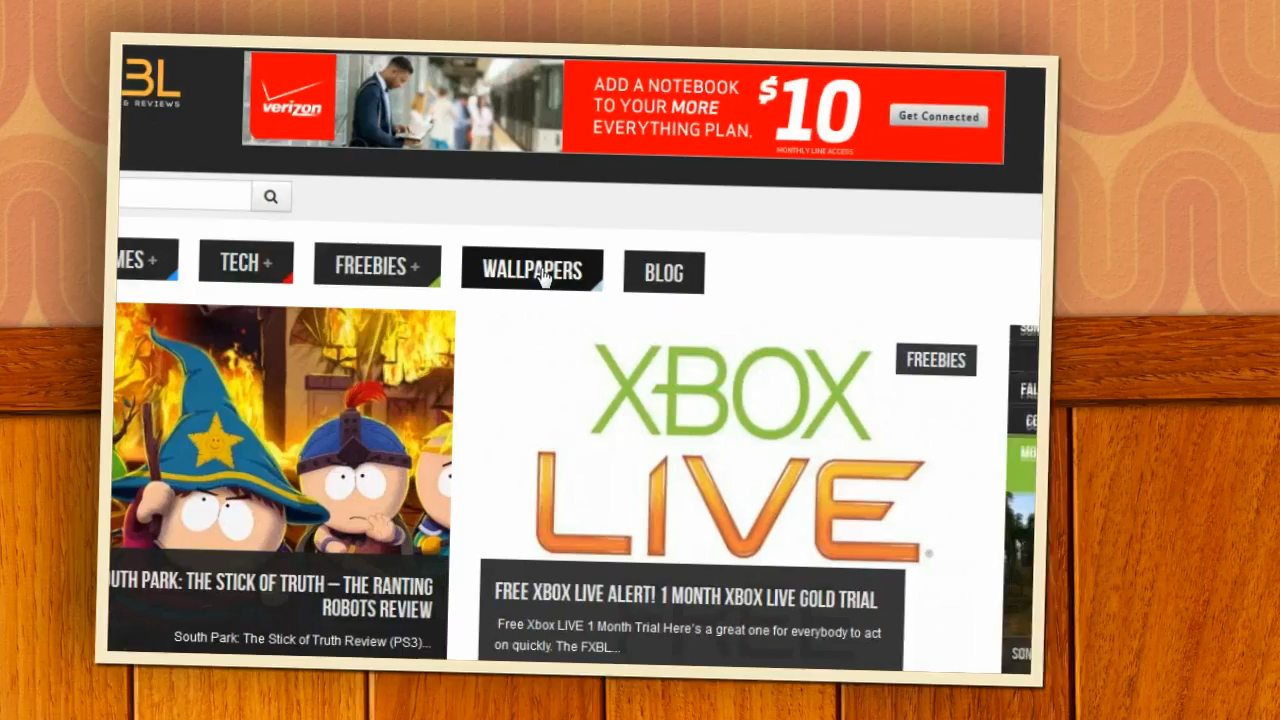 BL
& REVIEWS
verizon
ADD A NOTEBOOK
TO YOUR MORE
EVERYTHING PLAN.
$10
MONTHLY LINE ACCESS
Get Connected
MES +
TECH +
FREEBIES +
WALLPAPERS
BLOG
FREEBIES
XBOX
LIVE
UTH PARK: THE STICK OF TRUTH – THE RANTING
ROBOTS REVIEW
South Park: The Stick of Truth Review (PS3)...
FREE XBOX LIVE ALERT! 1 MONTH XBOX LIVE GOLD TRIAL
Free Xbox LIVE 1 Month Trial Here's a great one for everybody to act
on quickly. The FXBL...
SON